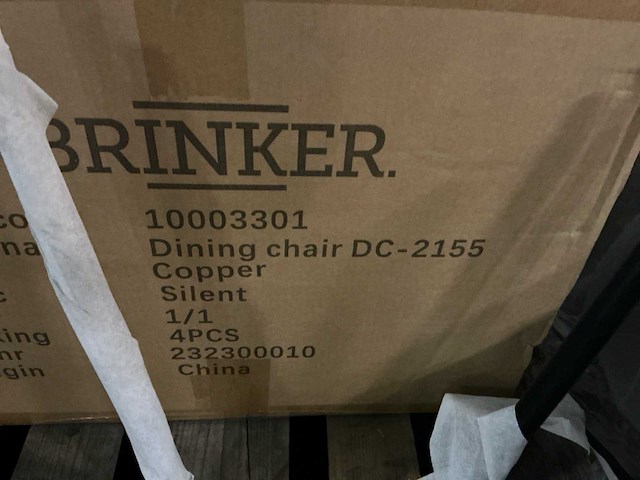 BRINKER.
10003301
Dining chair DC-2155
Copper
Silent
1/1
4PCS
232300010
China